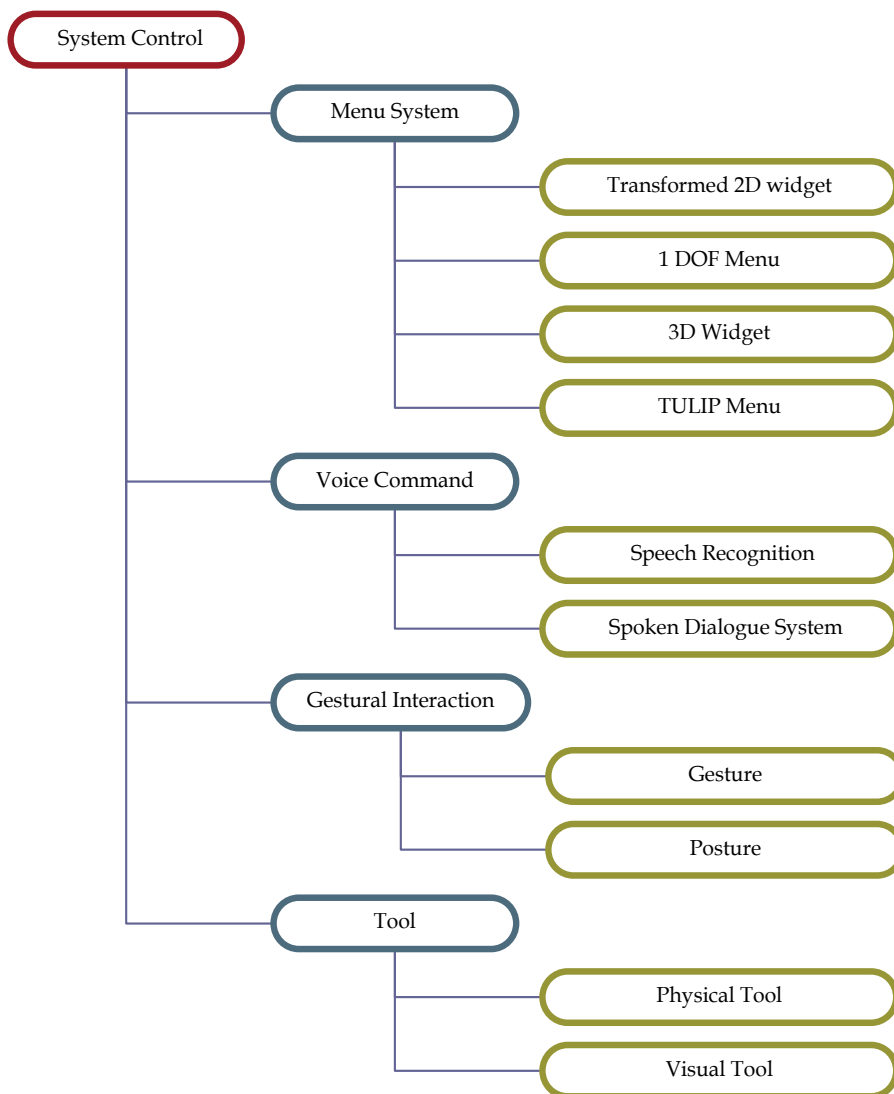 System Control
Menu System
Transformed 2D widget
1 DOF Menu
3D Widget
TULIP Menu
Voice Command
Speech Recognition
Spoken Dialogue System
Gestural Interaction
Gesture
Posture
Tool
Physical Tool
Visual Tool